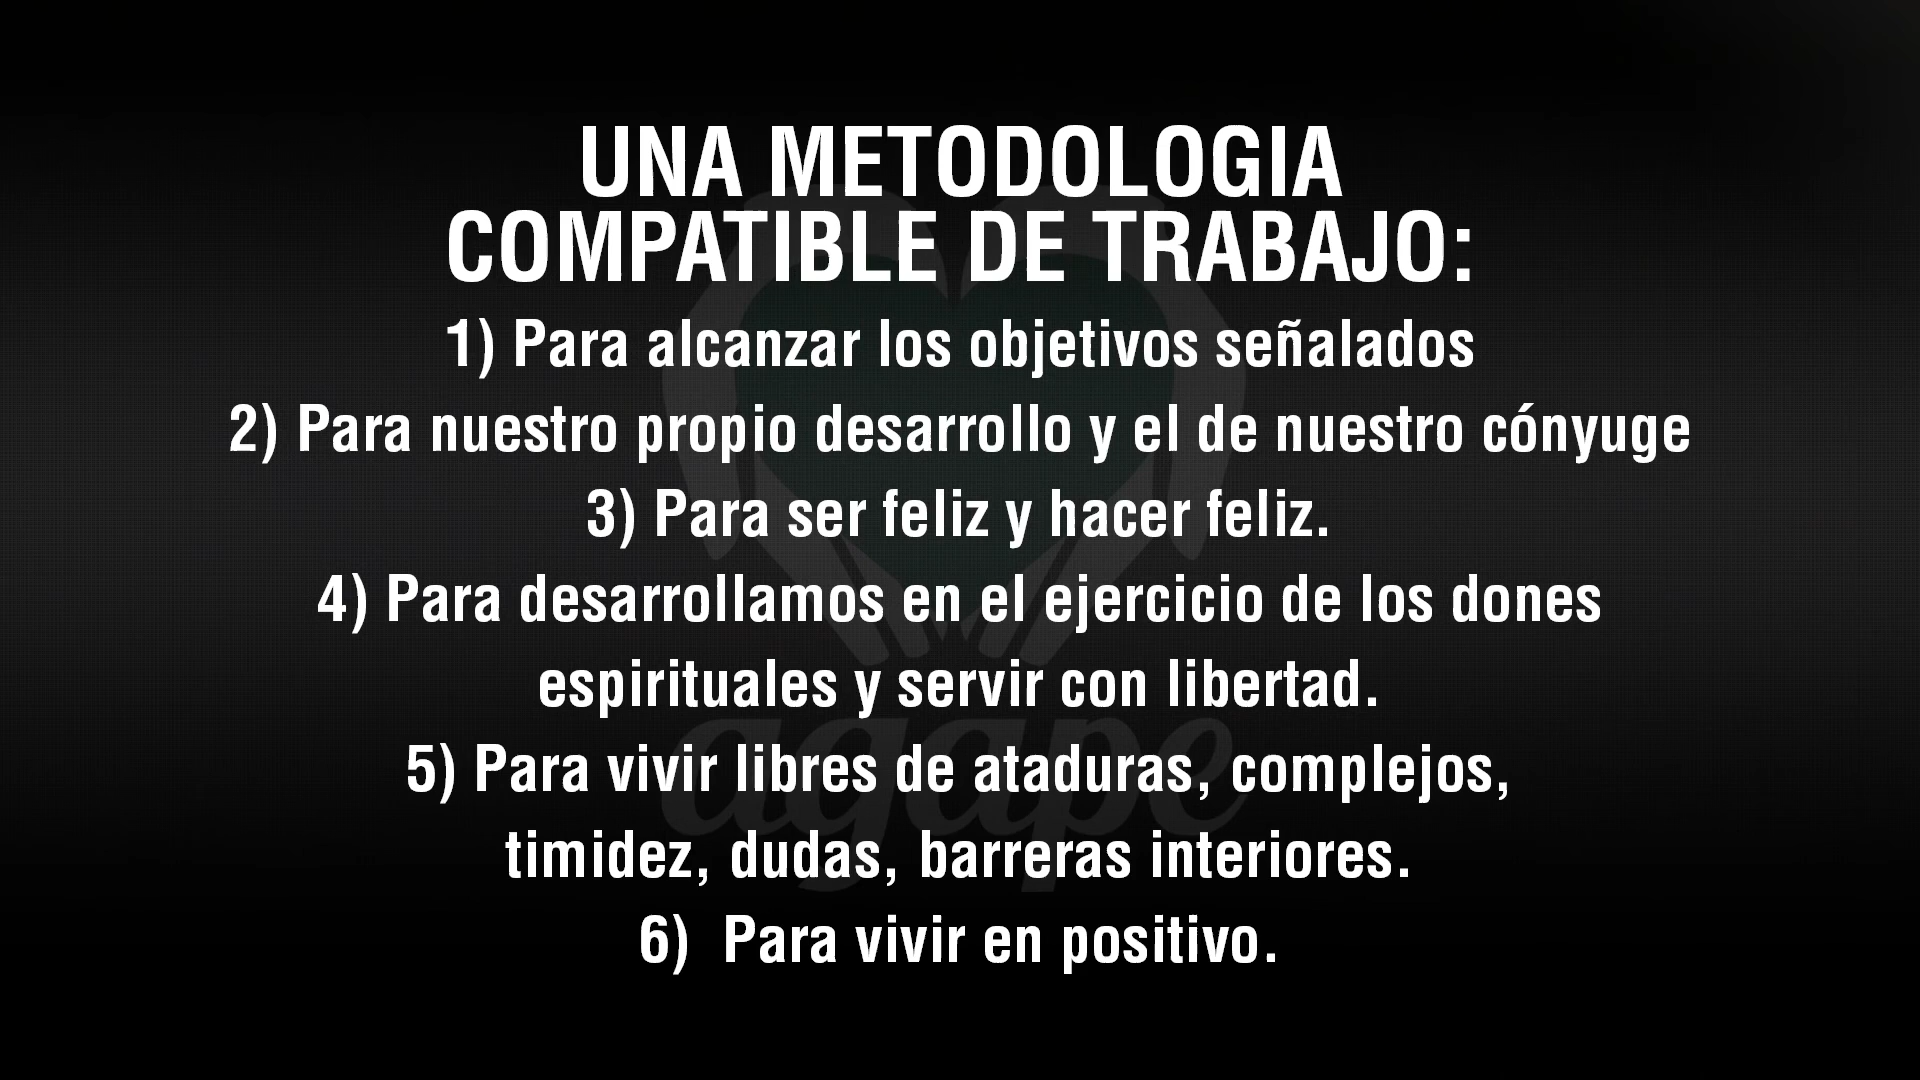 UNA METODOLOGIA
COMPATIBLE DE TRABAJO:
1) Para alcanzar los objetivos señalados
2) Para nuestro propio desarrollo y el de nuestro cónyuge
3) Para ser feliz y hacer feliz.
4) Para desarrollamos en el ejercicio de los dones
espirituales y servir con libertad.
5) Para vivir libres de ataduras, complejos,
timidez, dudas, barreras interiores.
6)  Para vivir en positivo.
agape